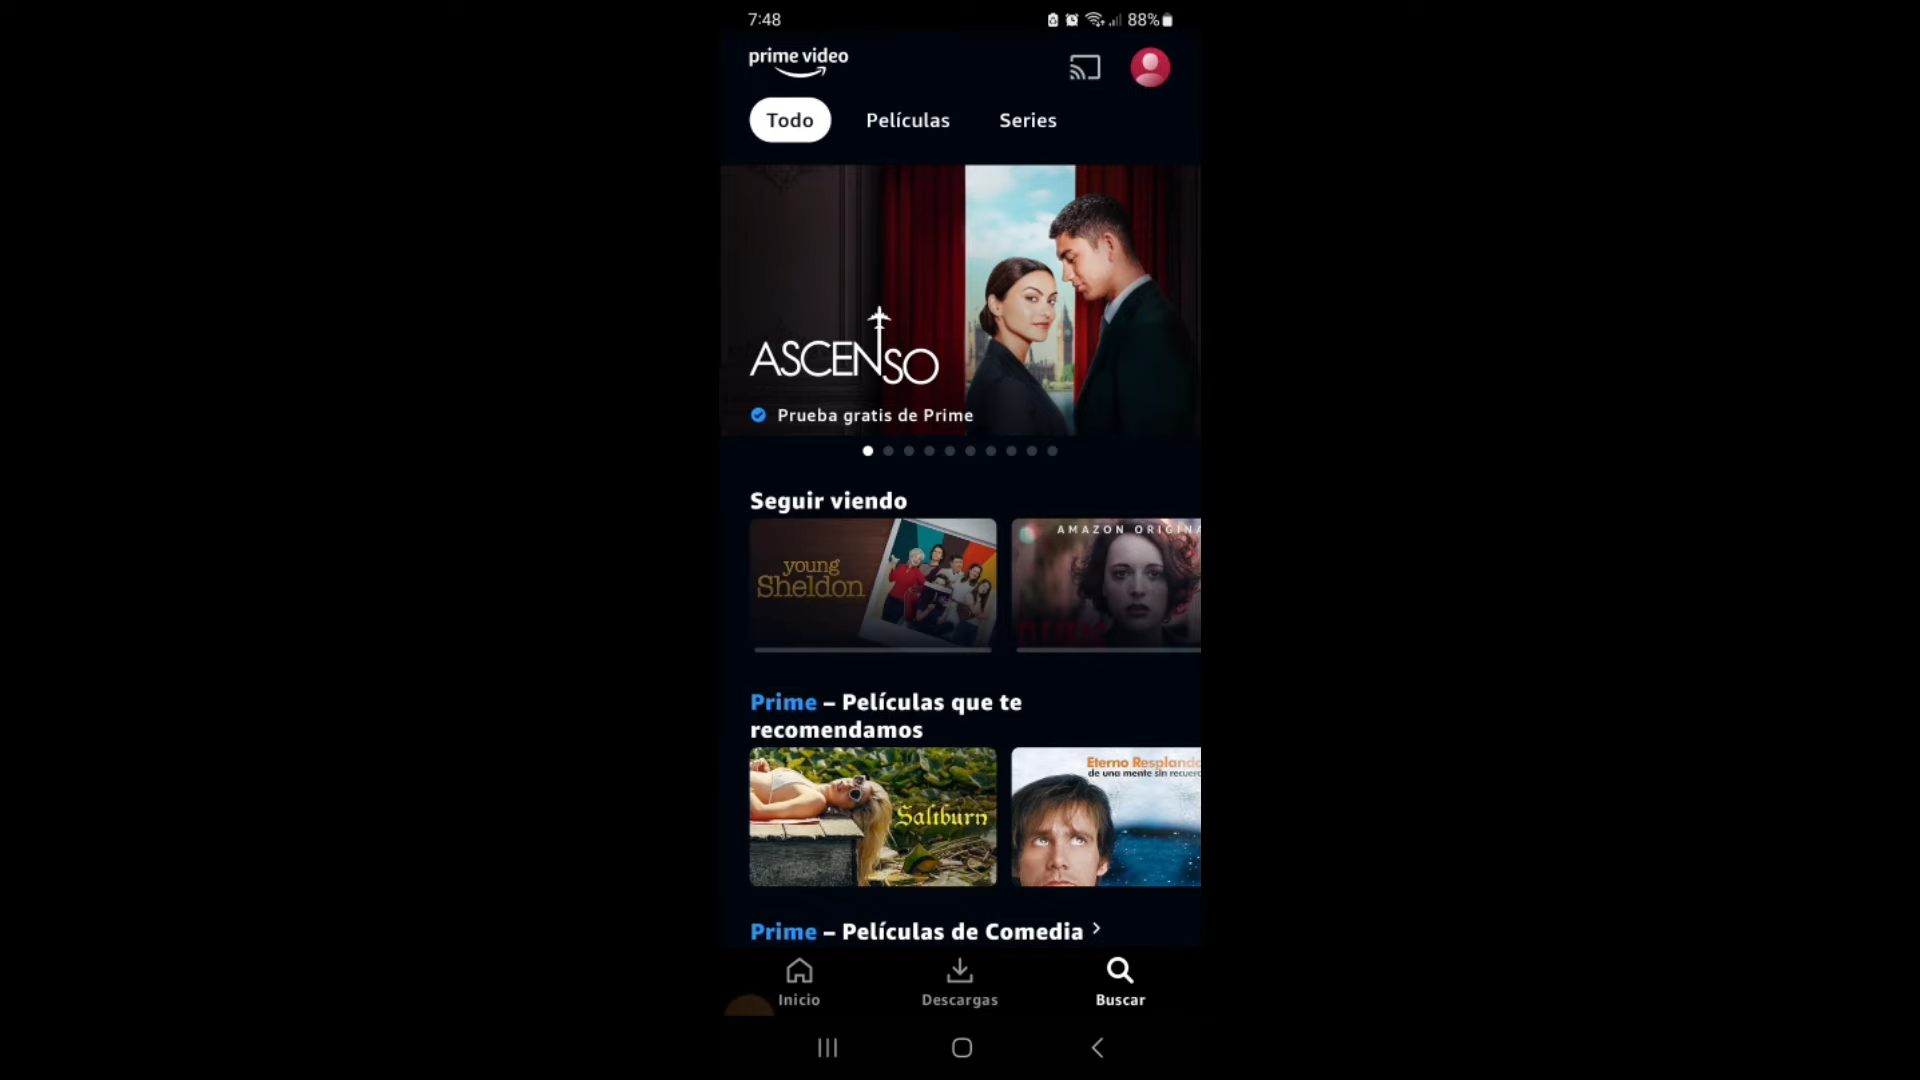 7:48
88%
prime video
Todo
Películas
Series
ASCENSO
Prueba gratis de Prime
Seguir viendo
young
Sheldon
AMAZON ORIGINA
Prime – Películas que te
recomendamos
Saltburn
Eterno Resplando
de una mente sin recuerd
Prime – Películas de Comedia >
Inicio
Descargas
Buscar